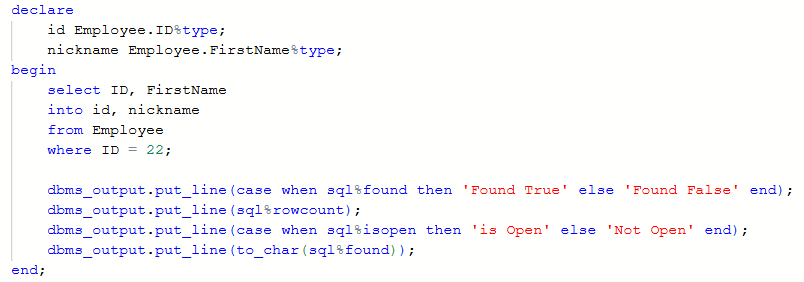 declare
    id Employee.ID%type;
    nickname Employee.FirstName%type;
begin
    select ID, FirstName
    into id, nickname
    from Employee
    where ID = 22;

    dbms_output.put_line(case when sql%found then 'Found True' else 'Found False' end);
    dbms_output.put_line(sql%rowcount);
    dbms_output.put_line(case when sql%isopen then 'is Open' else 'Not Open' end);
    dbms_output.put_line(to_char(sql%found));
end;